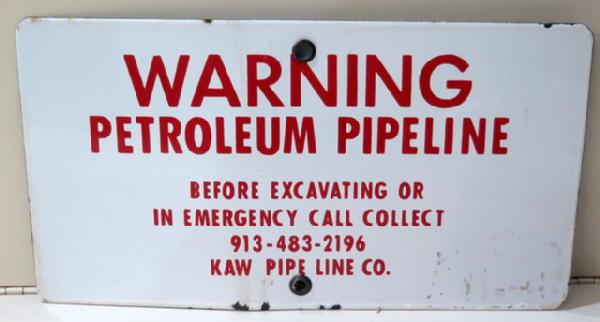 WARNING
PETROLEUM PIPELINE
BEFORE EXCAVATING OR
IN EMERGENCY CALL COLLECT
913-483-2196
KAW PIPE LINE CO.